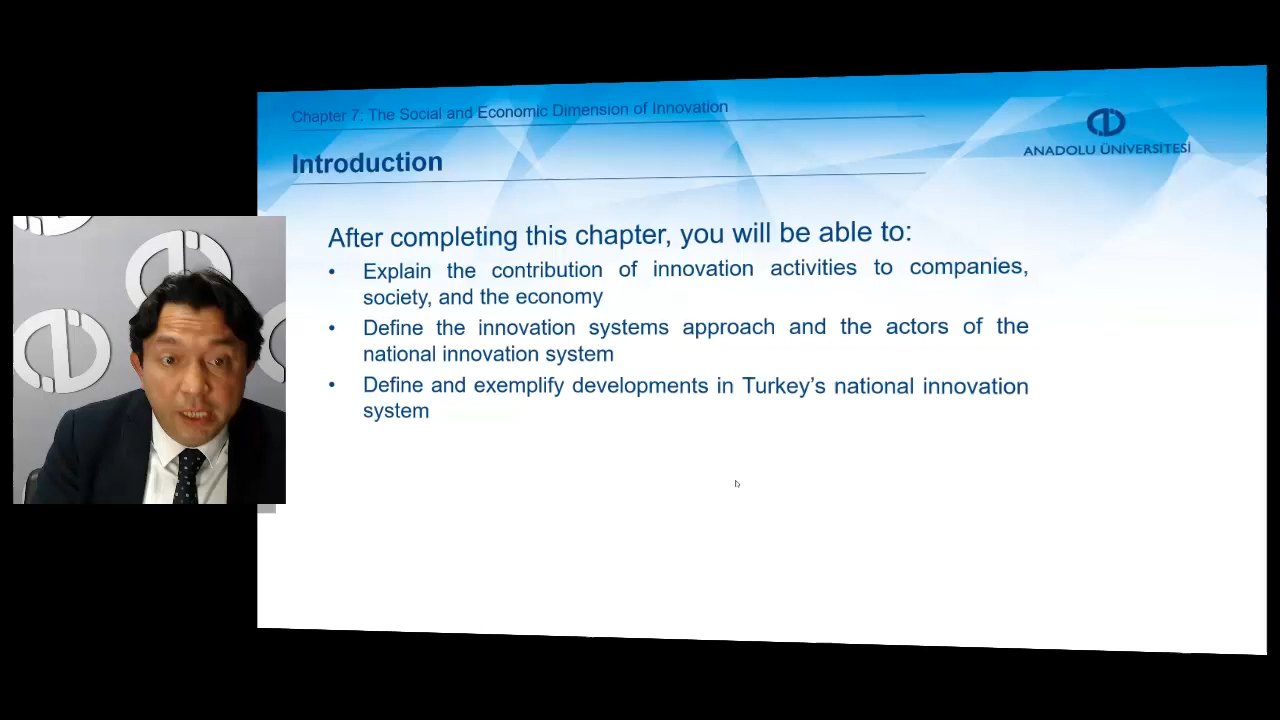 Chapter 7: The Social and Economic Dimension of Innovation
Introduction
ANADOLU ÜNİVERSİTESİ
After completing this chapter, you will be able to:
• Explain the contribution of innovation activities to companies,
society, and the economy
• Define the innovation systems approach and the actors of the
national innovation system
• Define and exemplify developments in Turkey's national innovation
system